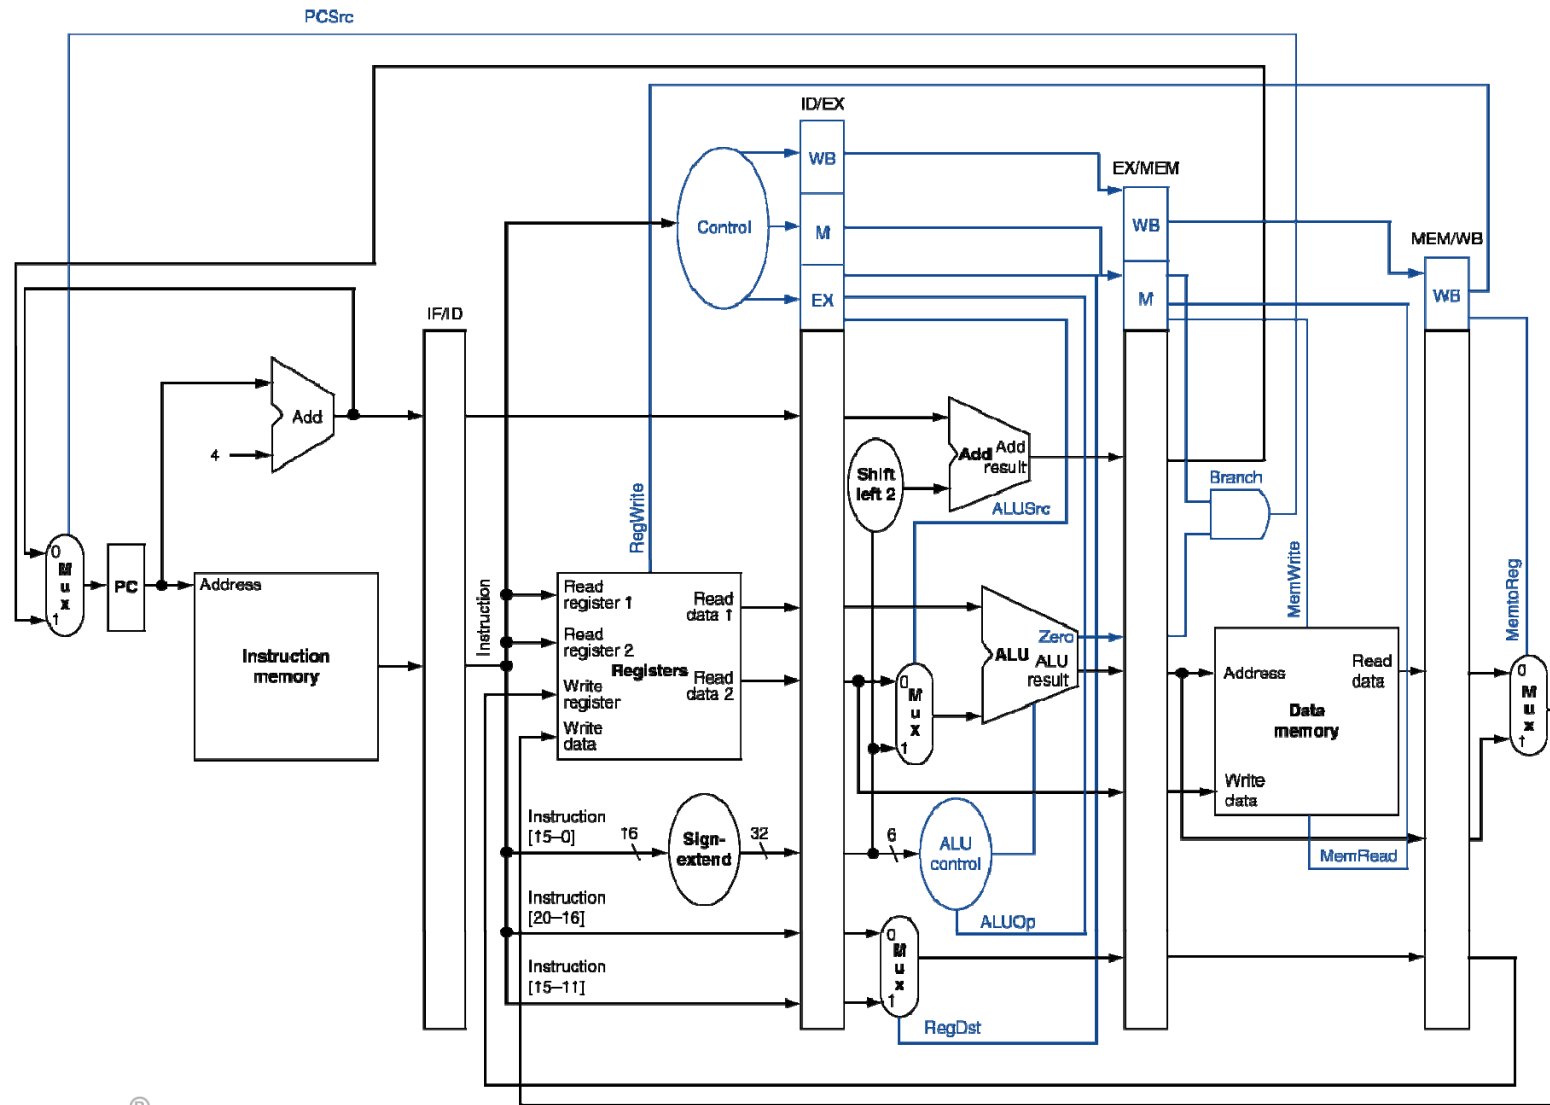 PCSrc
ID/EX
WB
EX/MEM
Control
M
WB
MEM/WB
EX
M
WB
IF/ID
Add
4
Add
Add
result
Shift
left 2
ALUSrc
Branch
RegWrite
MemWrite
MemtoReg
0
M
u
x
1
PC
Address
Instruction
memory
Instruction
Read
register 1
Read
data 1
Read
register 2
Registers
Read
data 2
Write
register
Write
data
Zero
ALU
ALU
result
0
M
u
x
1
Address
Read
data
Data
memory
Write
data
0
M
u
x
1
Instruction
[15–0]
16
Sign-
extend
32
6
ALU
control
MemRead
Instruction
[20–16]
ALUOp
0
M
u
x
1
Instruction
[15–11]
RegDst
®